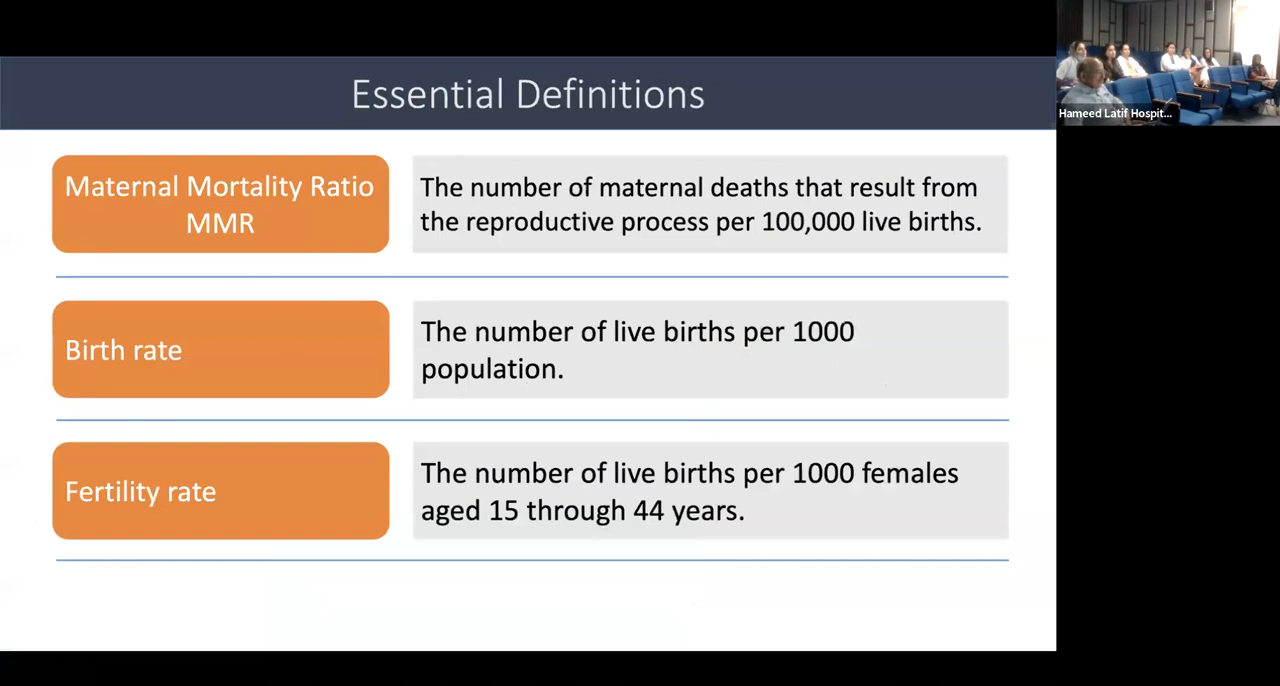 Essential Definitions
Maternal Mortality Ratio
MMR
The number of maternal deaths that result from
the reproductive process per 100,000 live births.
Birth rate
The number of live births per 1000
population.
Fertility rate
The number of live births per 1000 females
aged 15 through 44 years.
Hameed Latif Hospit...